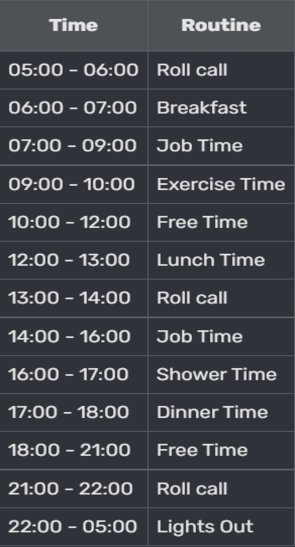 Time Routine
05:00 - 06:00 Roll call
06:00 - 07:00 Breakfast
07:00 - 09:00 Job Time
09:00 - 10:00 Exercise Time
10:00 - 12:00 Free Time
12:00 - 13:00 Lunch Time
13:00 - 14:00 Roll call
14:00 - 16:00 Job Time
16:00 - 17:00 Shower Time
17:00 - 18:00 Dinner Time
18:00 - 21:00 Free Time
21:00 - 22:00 Roll call
22:00 - 05:00 Lights Out